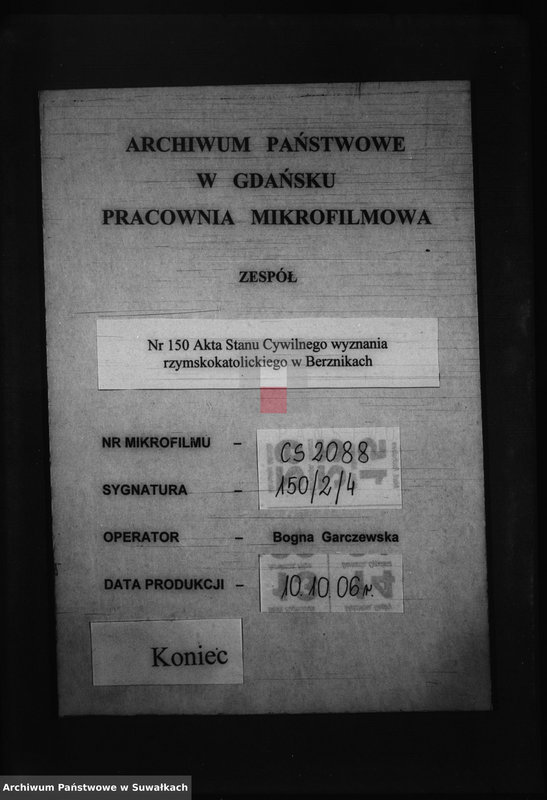 ARCHIWUM PAŃSTWOWE
W GDAŃSKU
PRACOWNIA MIKROFILMOWA
ZESPÓŁ
Nr 150 Akta Stanu Cywilnego wyznania
rzymskokatolickiego w Berznikach
NR MIKROFILMU – CS 2088
SYGNATURA – 150/2/4
OPERATOR – Bogna Garczewska
DATA PRODUKCJI – 10.10.06 r.
Koniec
Archiwum Państwowe w Suwałkach